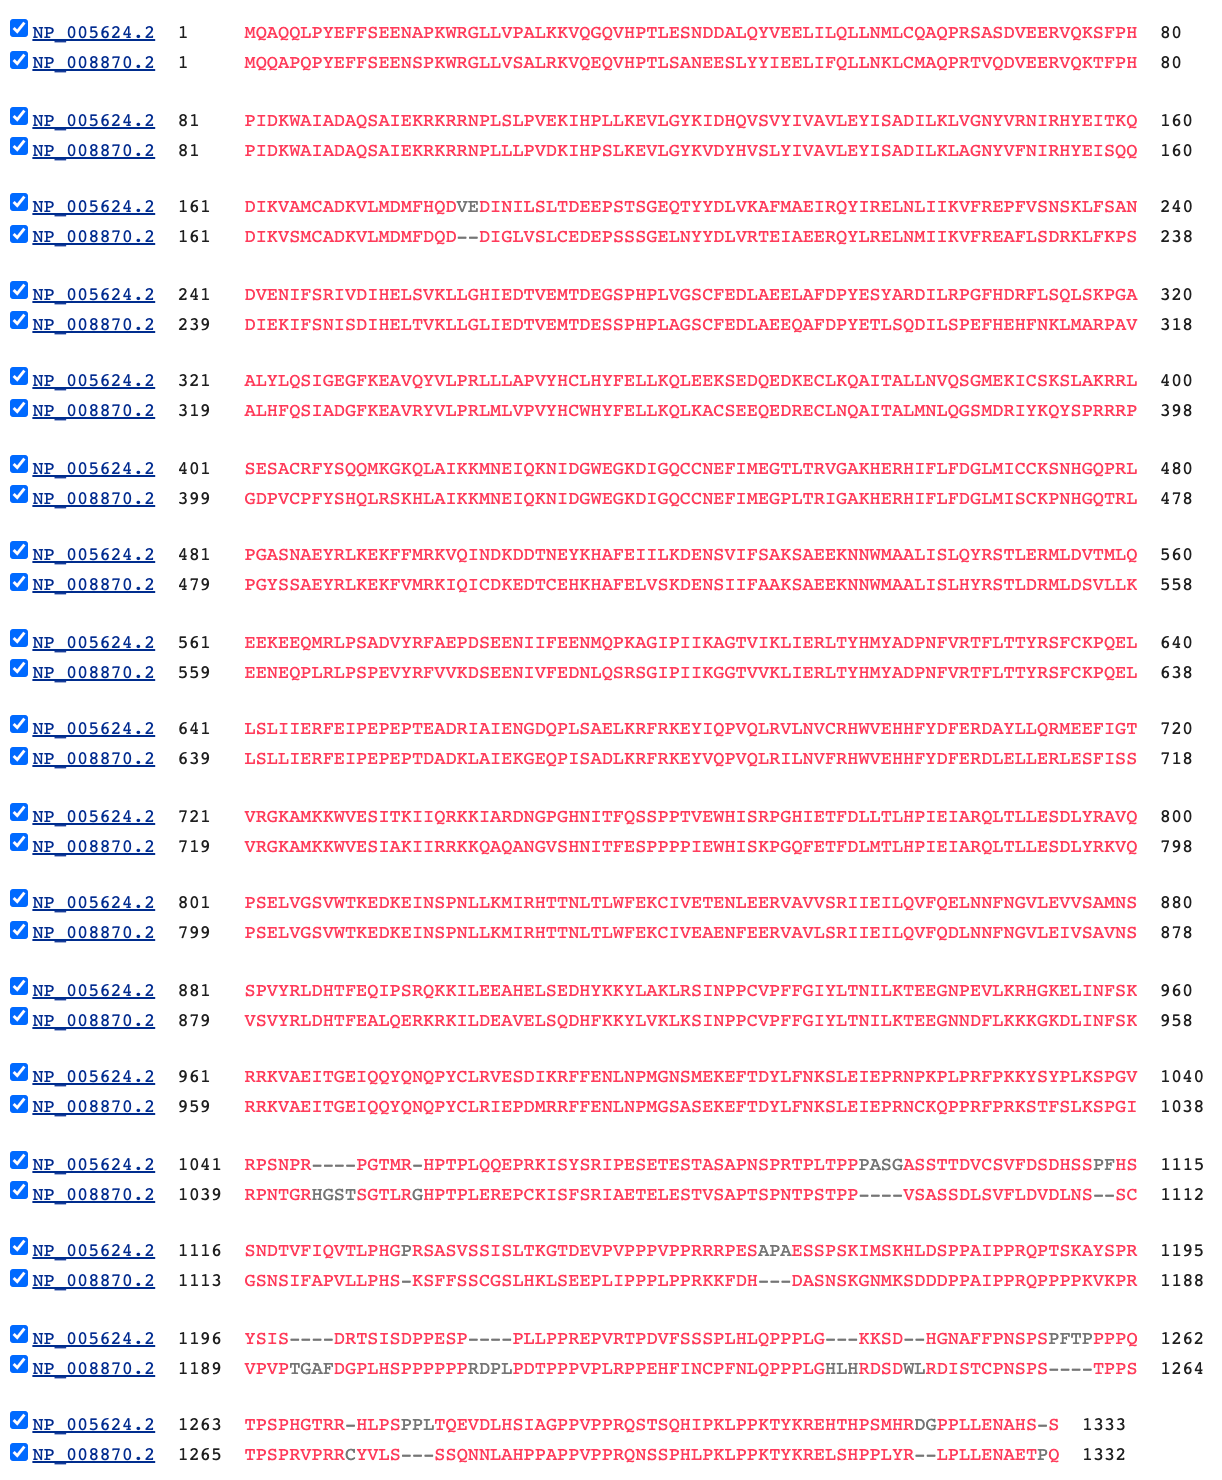 NP_005624.2 1 MQAQQLPYEFFSEENAPKWRGLLVPALKKVQGQVHPTLESNDDALQYVEELILQLLNMLCQAQPRSASDVEERVQKSFPH 80
NP_008870.2 1 MQQAPQPYEFFSEENSPKWRGLLVSALRKVQEQVHPTLSANEESLYYIEELIFQLLNKLCMAQPRTVQDVEERVQKTFPH 80
NP_005624.2 81 PIDKWAIADAQSAIEKRKRRNPLSLPVEKIHPLLKEVLGYKIDHQVSVYIVAVLEYISADILKLVGNYVRNIRHYEITKQ 160
NP_008870.2 81 PIDKWAIADAQSAIEKRKRRNPLLLPVDKIHPSLKEVLGYKVDYHVSLYIVAVLEYISADILKLAGNYVFNIRHYEISQQ 160
NP_005624.2 161 DIKVAMCADKVLMDMFHQDVEDINILSLTDEEPSTSGEQTYYDLVKAFMAEIRQYIRELNLIIKVFREPFVSNSKLFSAN 240
NP_008870.2 161 DIKVSMCADKVLMDMFDQD--DIGLVSLCEDEPSSSGELNYYDLVRTEIAEERQYLRELNMIIKVFREAFLSDRKLFKPS 238
NP_005624.2 241 DVENIFSRIVDIHELSVKLLGHIEDTVEMTDEGSPHPLVGSCFEDLAEELAFDPYESYARDILRPGFHDRFLSQLSKPGA 320
NP_008870.2 239 DIEKIFSNISDIHELTVKLLGLIEDTVEMTDESSPHPLAGSCFEDLAEEQAFDPYETLSQDILSPEFHEHFNKLMARPAV 318
NP_005624.2 321 ALYLQSIGEGFKEAVQYVLPRLLLAPVYHCLHYFELLKQLEEKSEDQEDKECLKQAITALLNVQSGMEKICSKSLAKRRL 400
NP_008870.2 319 ALHFQSIADGFKEAVRYVLPRLMLVPVYHCWHYFELLKQLKACSEEQEDRECLNQAITALMNLQGSMDRIYKQYSPRRRP 398
NP_005624.2 401 SESACRFYSQQMKGKQLAIKKMNEIQKNIDGWEGKDIGQCCNEFIMEGTLTRVGAKHERHIFLFDGLMICCKSNHGQPRL 480
NP_008870.2 399 GDPVCPFYSHQLRSKHLAIKKMNEIQKNIDGWEGKDIGQCCNEFIMEGPLTRIGAKHERHIFLFDGLMISCKPNHGQTRL 478
NP_005624.2 481 PGASNAEYRLKEKFFMRKVQINDKDDTNEYKHAFEIILKDENSVIFSAKSAEEKNNWMAALISLQYRSTLERMLDVTMLQ 560
NP_008870.2 479 PGYSSAEYRLKEKFVMRKIQICDKEDTCEHKHAFELVSKDENSIIFAAKSAEEKNNWMAALISLHYRSTLDRMLDSVLLK 558
NP_005624.2 561 EEKEEQMRLPSADVYRFAEPDSEENIIFEENMQPKAGIPIIKAGTVIKLIERLTYHMYADPNFVRTFLTTYRSFCKPQEL 640
NP_008870.2 559 EENEQPLRLPSPEVYRFVVKDSEENIVFEDNLQSRSGIPIIKGGTVVKLIERLTYHMYADPNFVRTFLTTYRSFCKPQEL 638
NP_005624.2 641 LSLIIERFEIPEPEPTEADRIAIENGDQPLSAELKRFRKEYIQPVQLRVLNVCRHWVEHHFYDFERDAYLLQRMEEFIGT 720
NP_008870.2 639 LSLLIERFEIPEPEPTDADKLAIEKGEQPISADLKRFRKEYVQPVQLRILNVFRHWVEHHFYDFERDLELLERLESFISS 718
NP_005624.2 721 VRGKAMKKWVESITKIIQRKKIARDNGPGHNITFQSSPPTVEWHISRPGHIETFDLLTLHPIEIARQLTLLESDLYRAVQ 800
NP_008870.2 719 VRGKAMKKWVESIAKIIRRKKQAQANGVSHNITFESPPPPIEWHISKPGQFETFDLMTLHPIEIARQLTLLESDLYRKVQ 798
NP_005624.2 801 PSELVGSVWTKEDKEINSPNLLKMIRHTTNLTLWFEKCIVETENLEERVAVVSRIIEILQVFQELNNFNGVLEVVSAMNS 880
NP_008870.2 799 PSELVGSVWTKEDKEINSPNLLKMIRHTTNLTLWFEKCIVEAENFEERVAVLSRIIEILQVFQDLNNFNGVLEIVSAVNS 878
NP_005624.2 881 SPVYRLDHTFEQIPSRQKKILEEAHELSEDHYKKYLAKLRSINPPCVPFFGIYLTNILKTEEGNPEVLKRHGKELINFSK 960
NP_008870.2 879 VSVYRLDHTFEALQERKRKILDEAVELSQDHFKKYLVKLKSINPPCVPFFGIYLTNILKTEEGNNDFLKKKGKDLINFSK 958
NP_005624.2 961 RRKVAEITGEIQQYQNQPYCLRVESDIKRFFENLNPMGNSMEKEFTDYLFNKSLEIEPRNPKPLPRFPKKYSYPLKSPGV 1040
NP_008870.2 959 RRKVAEITGEIQQYQNQPYCLRIEPDMRRFFENLNPMGSASEKEFTDYLFNKSLEIEPRNCKQPPRFPRKSTFSLKSPGI 1038
NP_005624.2 1041 RPSNPR----PGTMR-HPTPLQQEPRKISYSRIPESETESTASAPNSPRTPLTPPPASGASSTTDVCSVFDSDHSSPFHS 1115
NP_008870.2 1039 RPNTGRHGSTSGTLRGHPTPLEREPCKISFSRIAETELESTVSAPTSPNTPSTPP----VSASSDLSVFLDVDLNS--SC 1112
NP_005624.2 1116 SNDTVFIQVTLPHGPRSASVSSISLTKGTDEVPVPPPVPPRRRPESAPAESSPSKIMSKHLDSPPAIPPRQPTSKAYSPR 1195
NP_008870.2 1113 GSNSIFAPVLLPHS-KSFFSSCGSLHKLSEEPLIPPPLPPRKKFDH---DASNSKGNMKSDDDPPAIPPRQPPPPKVKPR 1188
NP_005624.2 1196 YSIS----DRTSISDPPESP----PLLPPREPVRTPDVFSSSPLHLQPPPLG---KKSD--HGNAFFPNSPSPFTPPPPQ 1262
NP_008870.2 1189 VPVPTGAFDGPLHSPPPPPPRDPLPDTPPPVPLRPPEHFINCPFNLQPPPLGHLHRDSDWLRDISTCPNSPS----TPPS 1264
NP_005624.2 1263 TPSPHGTRR-HLPSPPLTQEVDLHSIAGPPVPPRQSTSQHIPKLPPKTYKREHTHPSMHRDGPPLLENAHS-S 1333
NP_008870.2 1265 TPSPRVPRRCYVLS---SSQNNLAHPPAPPVPPRQNSSPHLPKLPPKTYKRELSHPPLYR--LPLLENAETPQ 1332